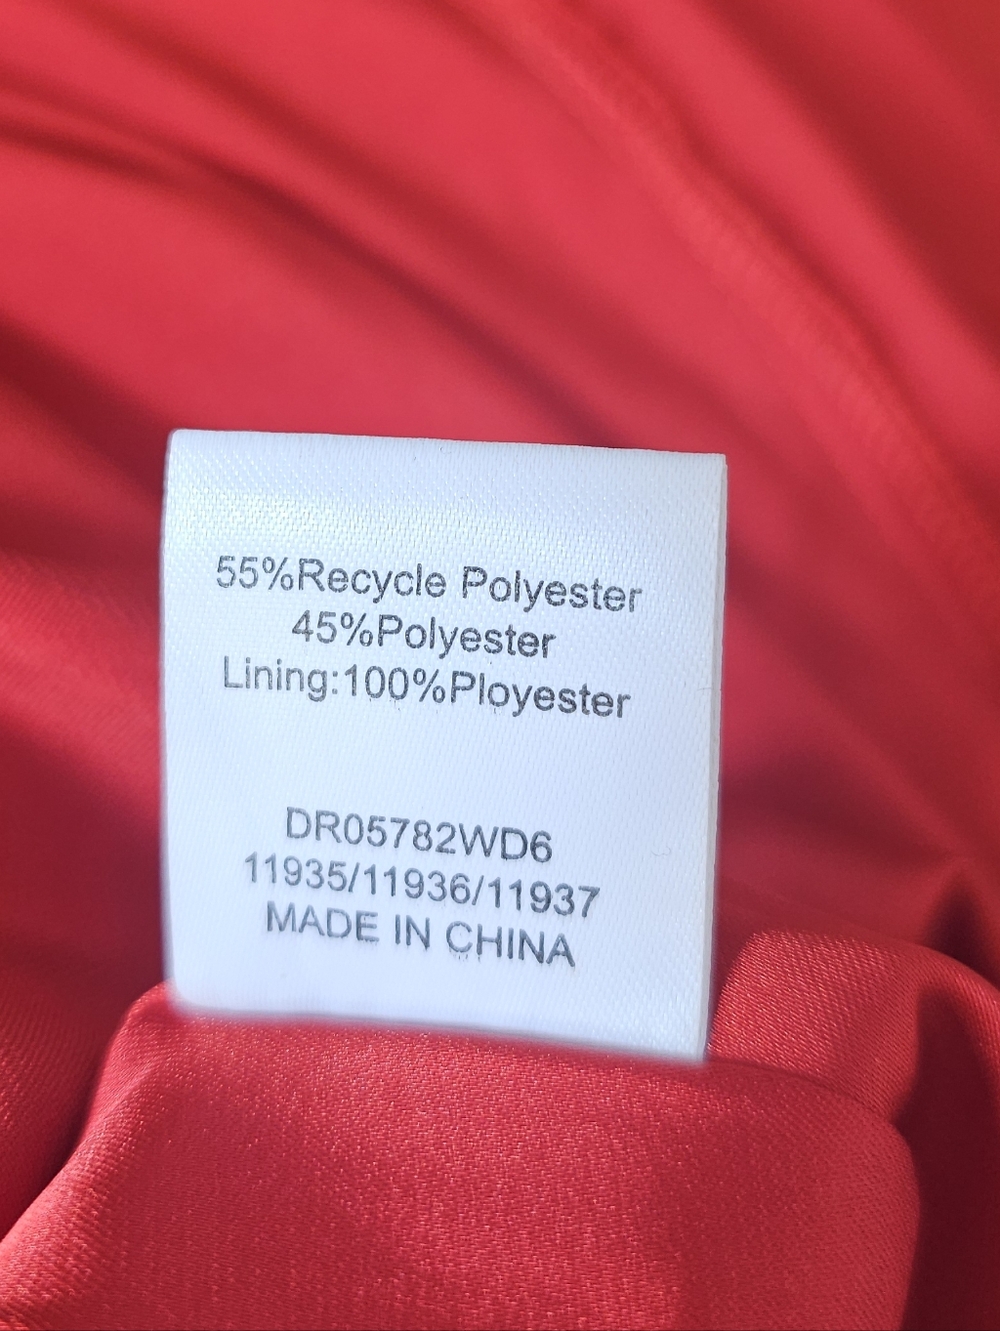 55%Recycle Polyester
45%Polyester
Lining:100%Ployester
DR05782WD6
11935/11936/11937
MADE IN CHINA